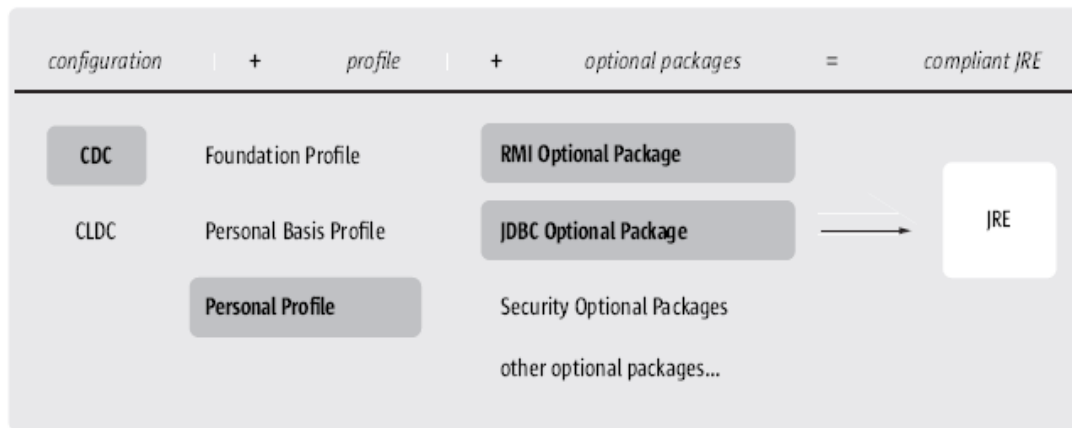 configuration + profile + optional packages = compliant JRE
CDC Foundation Profile RMI Optional Package
CLDC Personal Basis Profile JDBC Optional Package JRE
Personal Profile Security Optional Packages
other optional packages...